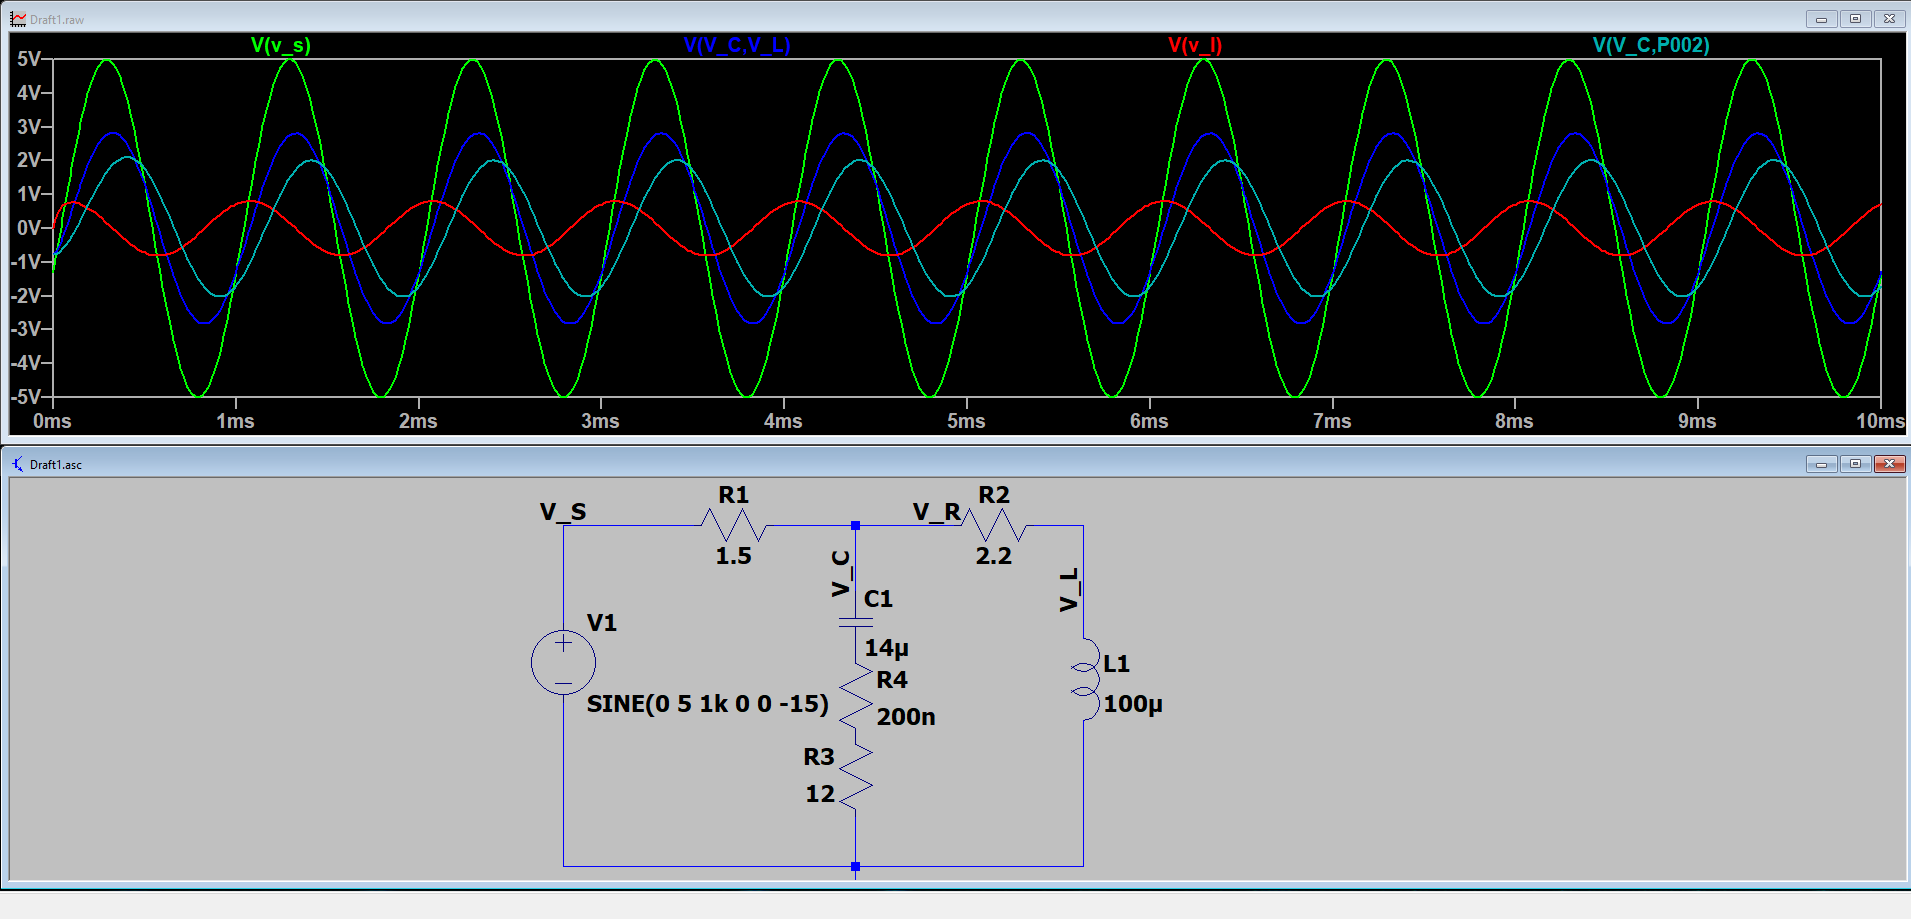 Draft1.raw
V(v_s) V(V_C,V_L) V(v_l) V(V_C,P002)
5V
4V
3V
2V
1V
0V
-1V
-2V
-3V
-4V
-5V
0ms 1ms 2ms 3ms 4ms 5ms 6ms 7ms 8ms 9ms 10ms
Draft1.asc
R1
R2
V_S
V_R
1.5
2.2
V_C
V_L
C1
V1
14µ
L1
R4
SINE(0 5 1k 0 0 -15)
100µ
200n
R3
12